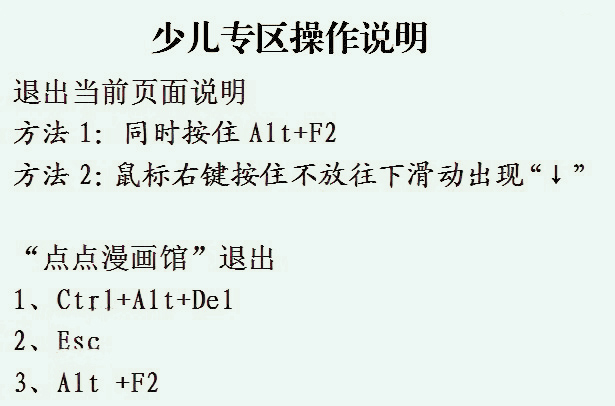 少儿专区操作说明
退出当前页面说明
方法1：同时按住Alt+F2
方法2：鼠标右键按住不放往下滑动出现“↓”
“点点漫画馆”退出
1、Ctrl+Alt+Del
2、Esc
3、Alt +F2